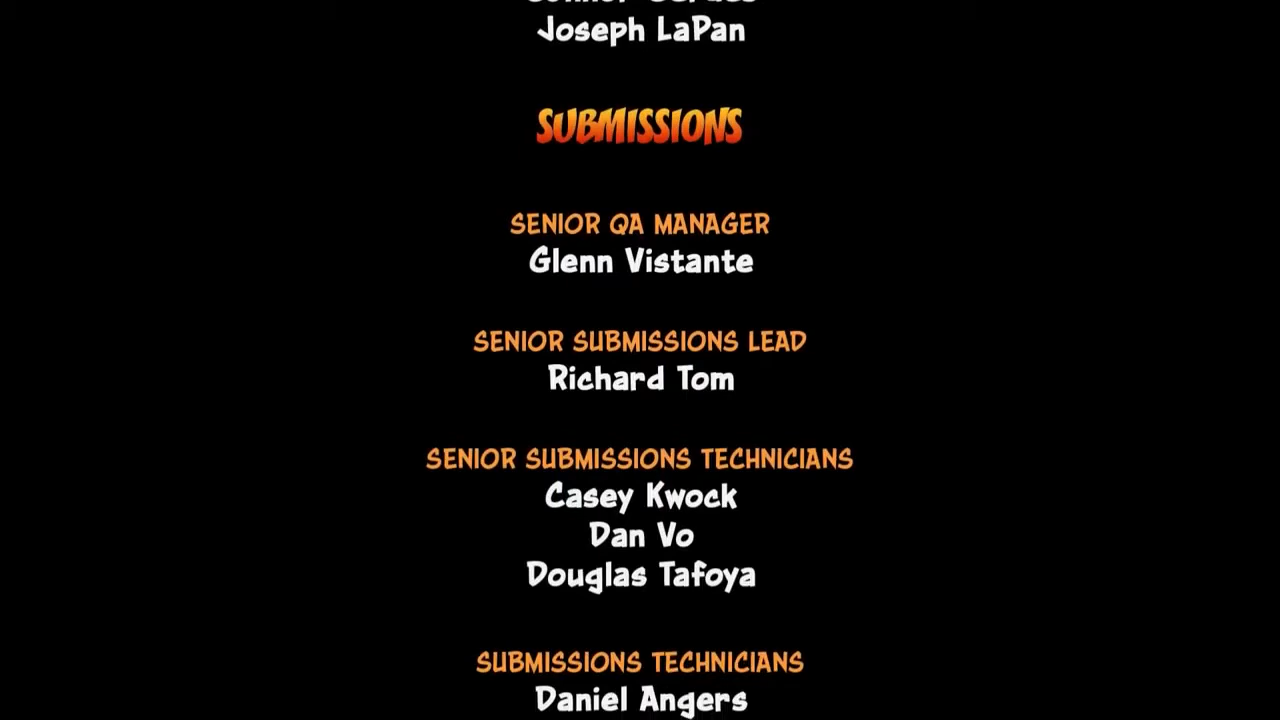 Joseph LaPan
SUBMISSIONS
SENIOR QA MANAGER
Glenn Vistante
SENIOR SUBMISSIONS LEAD
Richard Tom
SENIOR SUBMISSIONS TECHNICIANS
Casey Kwock
Dan Vo
Douglas Tafoya
SUBMISSIONS TECHNICIANS
Daniel Angers